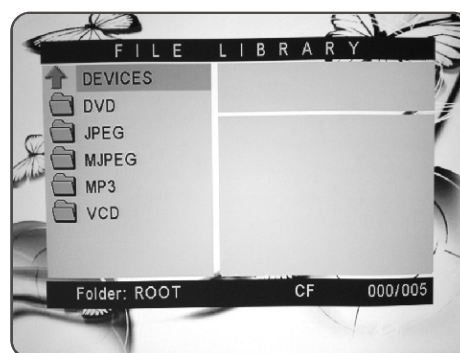 FILE LIBRARY
DEVICES
DVD
JPEG
MJPEG
MP3
VCD
Folder: ROOT CF 000/005